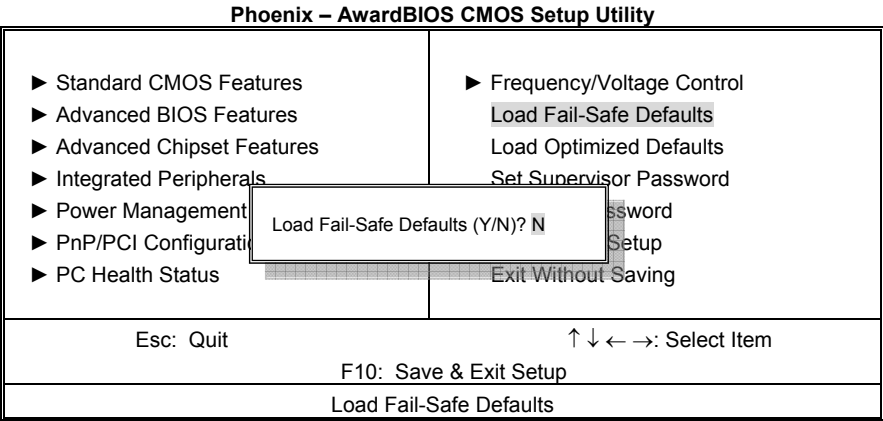 Phoenix – AwardBIOS CMOS Setup Utility
► Standard CMOS Features
► Advanced BIOS Features
► Advanced Chipset Features
► Integrated Peripherals
► Power Management
► PnP/PCI
► PC Health Status
► Frequency/Voltage Control
Load Fail-Safe Defaults
Load Optimized Defaults
Set Supervisor Password
Setup
Exit Without Saving
Load Fail-Safe Defaults (Y/N)? N
Esc: Quit
↑ ↓ ← →: Select Item
F10: Save & Exit Setup
Load Fail-Safe Defaults